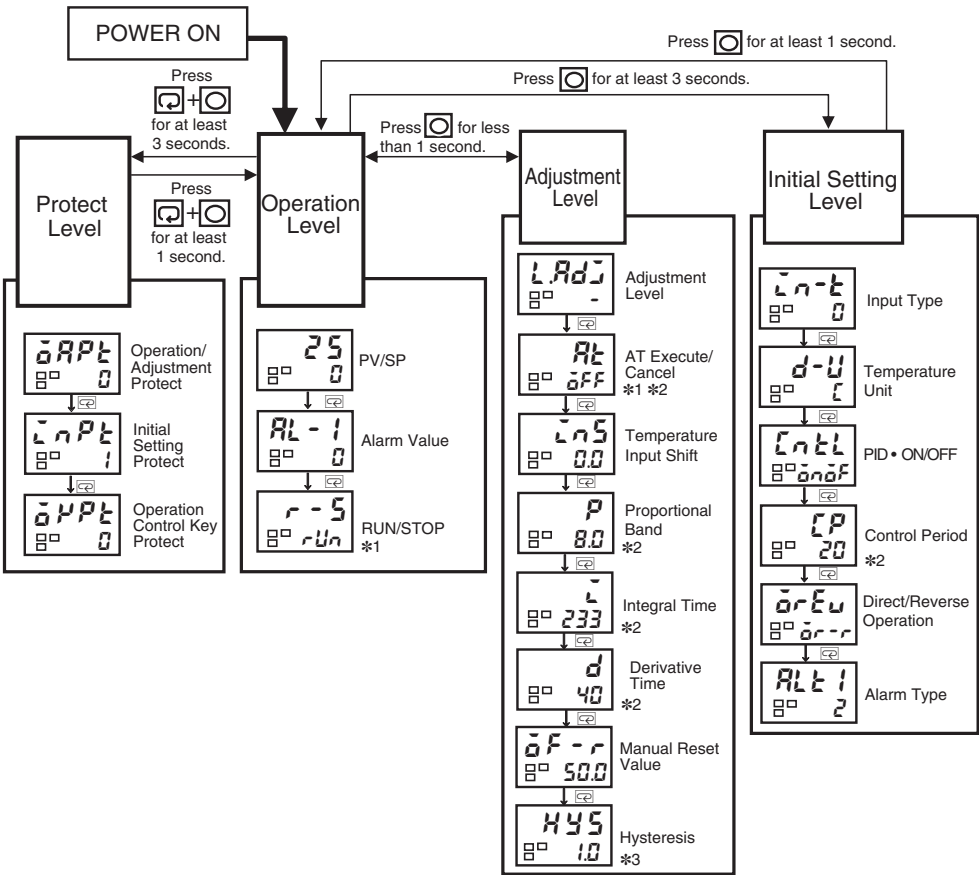 POWER ON
Press
+
for at least
3 seconds.
Press
+
for at least
1 second.
Press for less
than 1 second.
Press for at least 3 seconds.
Press for at least 1 second.
Protect
Level
oAPt
0
Operation/
Adjustment
Protect
inPt
1
Initial
Setting
Protect
oKPt
0
Operation
Control Key
Protect
Operation
Level
25
0
PV/SP
AL-1
0
Alarm Value
r-S
rUn
RUN/STOP
*1
Adjustment
Level
L.AdJ
-
Adjustment
Level
At
oFF
AT Execute/
Cancel
*1 *2
inS
0.0
Temperature
Input Shift
P
8.0
Proportional
Band
*2
i
233
Integral Time
*2
d
40
Derivative
Time
*2
oF-r
50.0
Manual Reset
Value
HYS
1.0
Hysteresis
*3
Initial Setting
Level
in-t
0
Input Type
d-U
C
Temperature
Unit
CntL
onoF
PID • ON/OFF
CP
20
Control Period
*2
orEv
or-r
Direct/Reverse
Operation
ALt1
2
Alarm Type